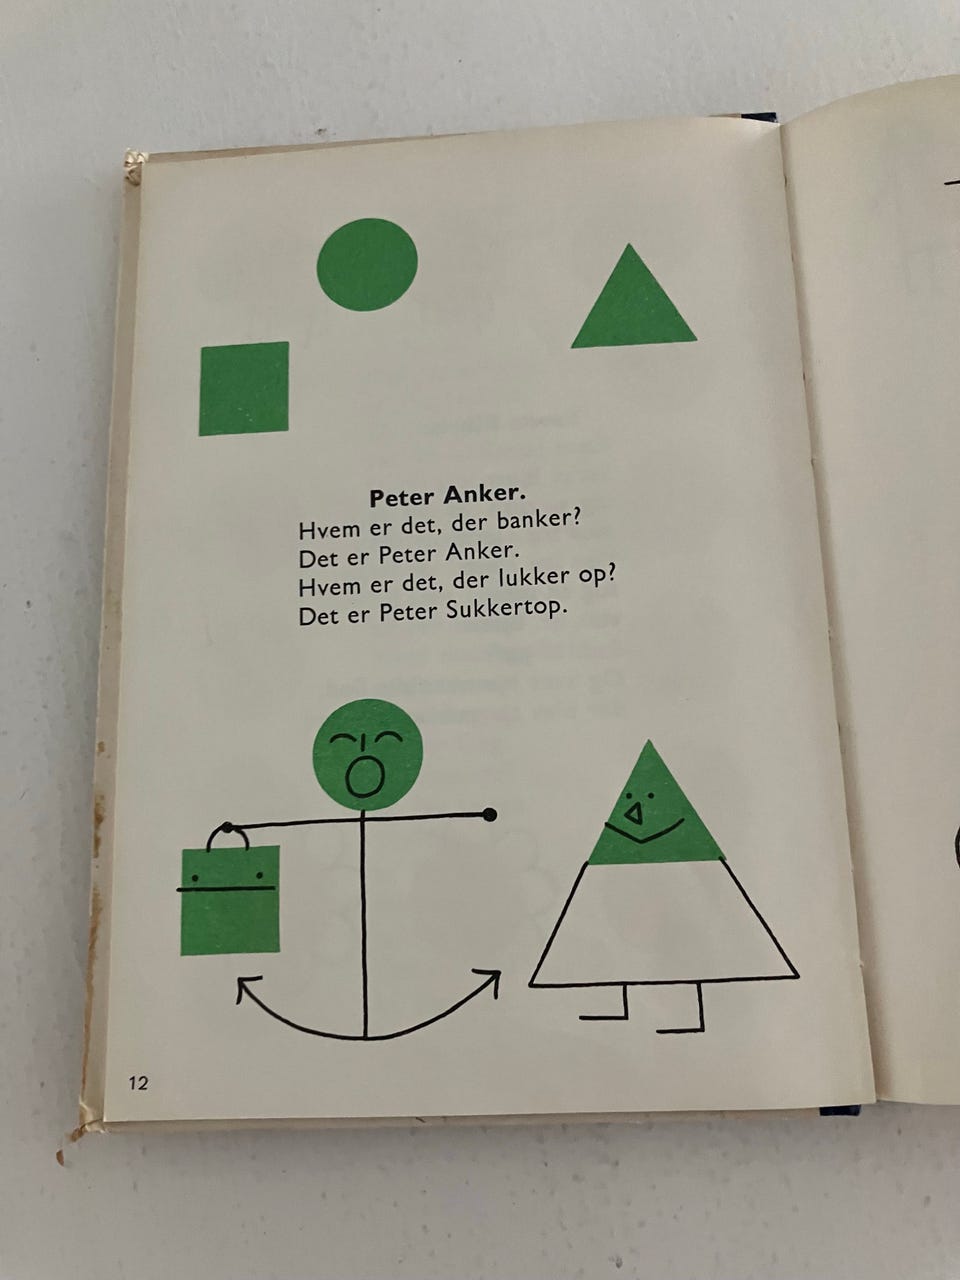 Peter Anker.
Hvem er det, der banker?
Det er Peter Anker.
Hvem er det, der lukker op?
Det er Peter Sukkertop.
12